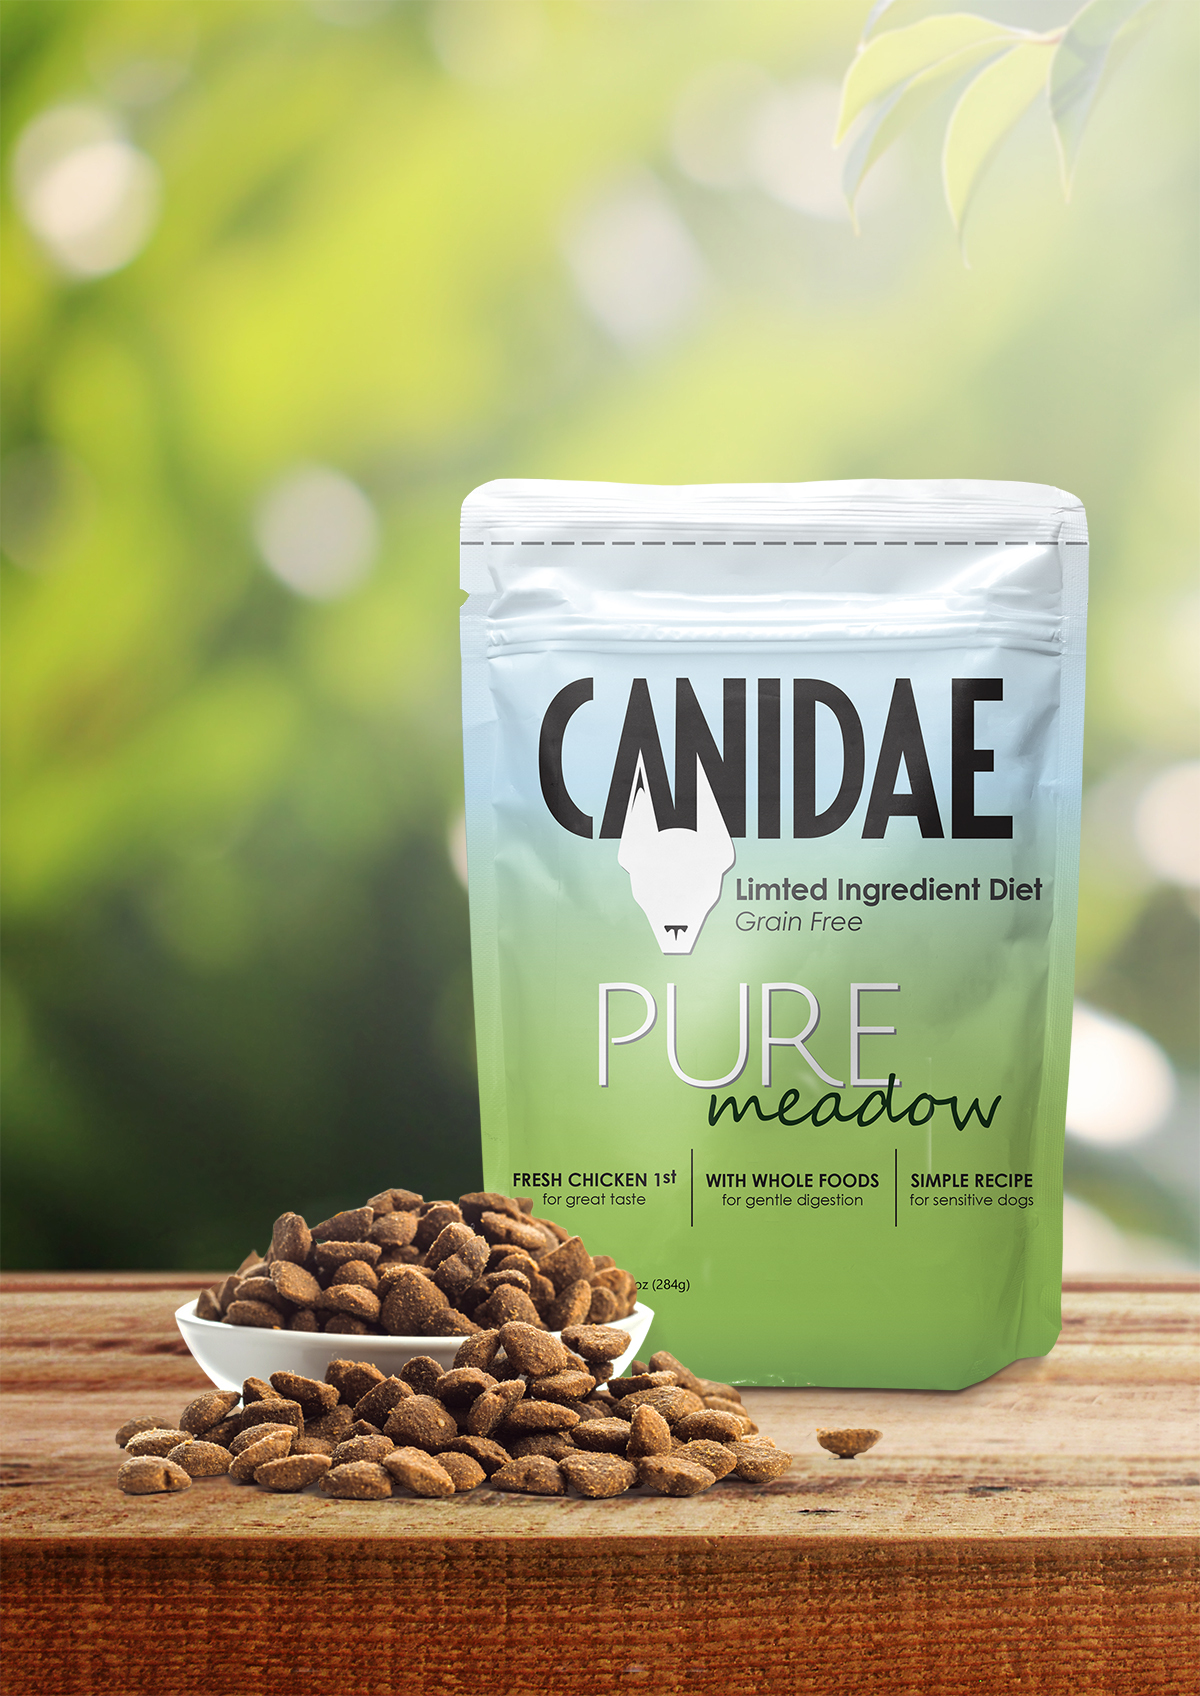 CANIDAE
Limted Ingredient Diet
Grain Free
PURE
meadow
FRESH CHICKEN 1st
for great taste
WITH WHOLE FOODS
for gentle digestion
SIMPLE RECIPE
for sensitive dogs
oz (284g)